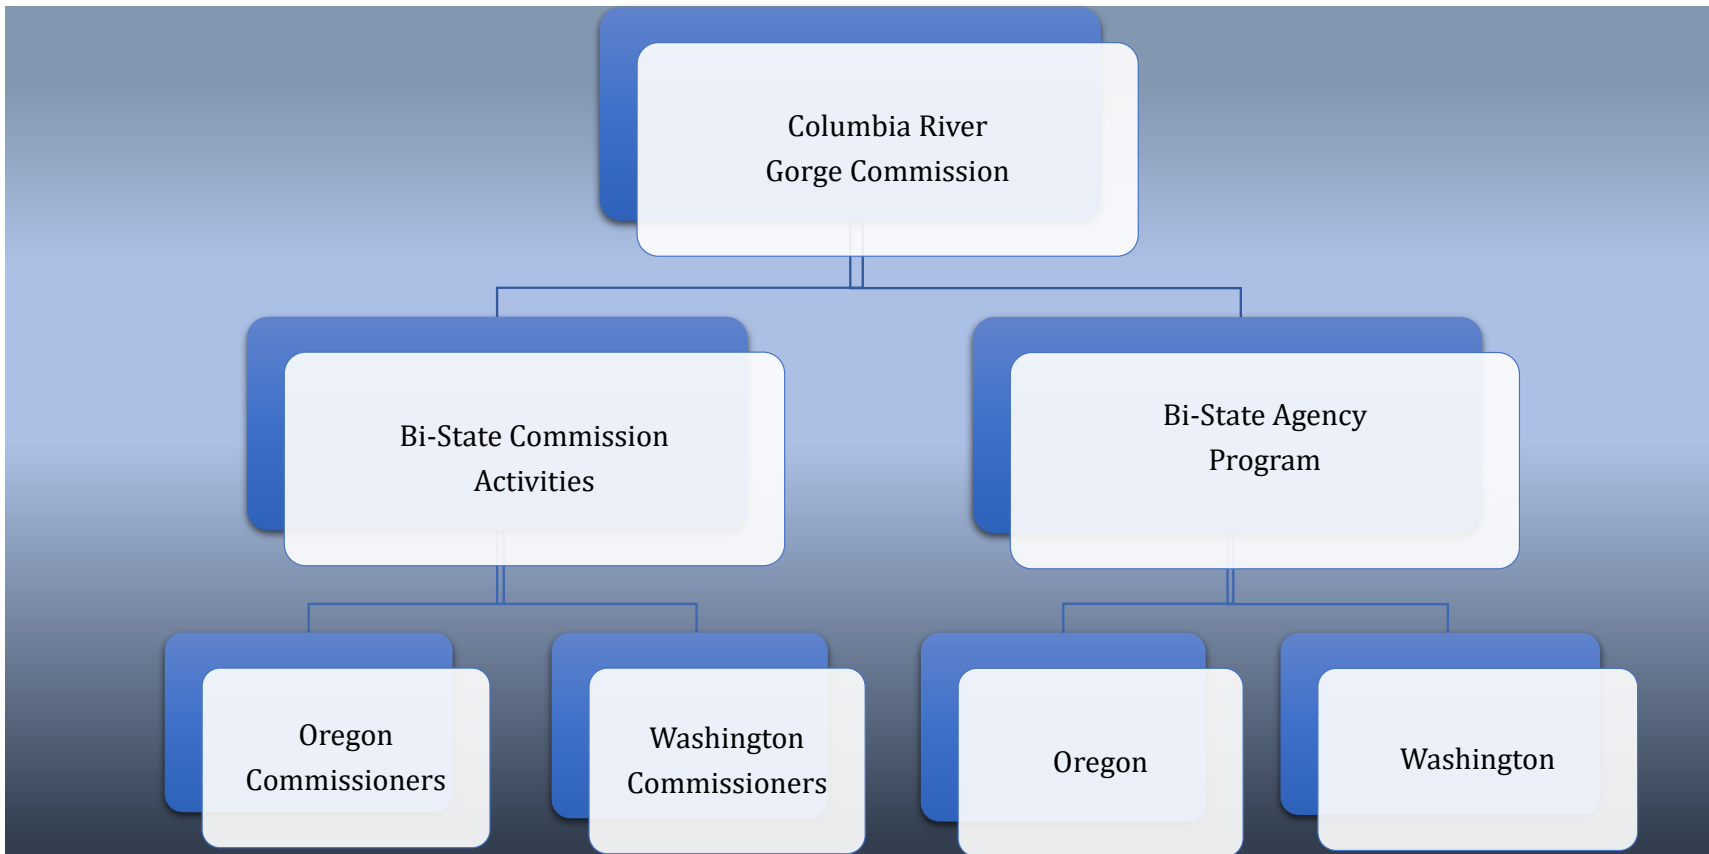 Columbia River
Gorge Commission
Bi-State Commission
Activities
Bi-State Agency
Program
Oregon
Commissioners
Washington
Commissioners
Oregon
Washington